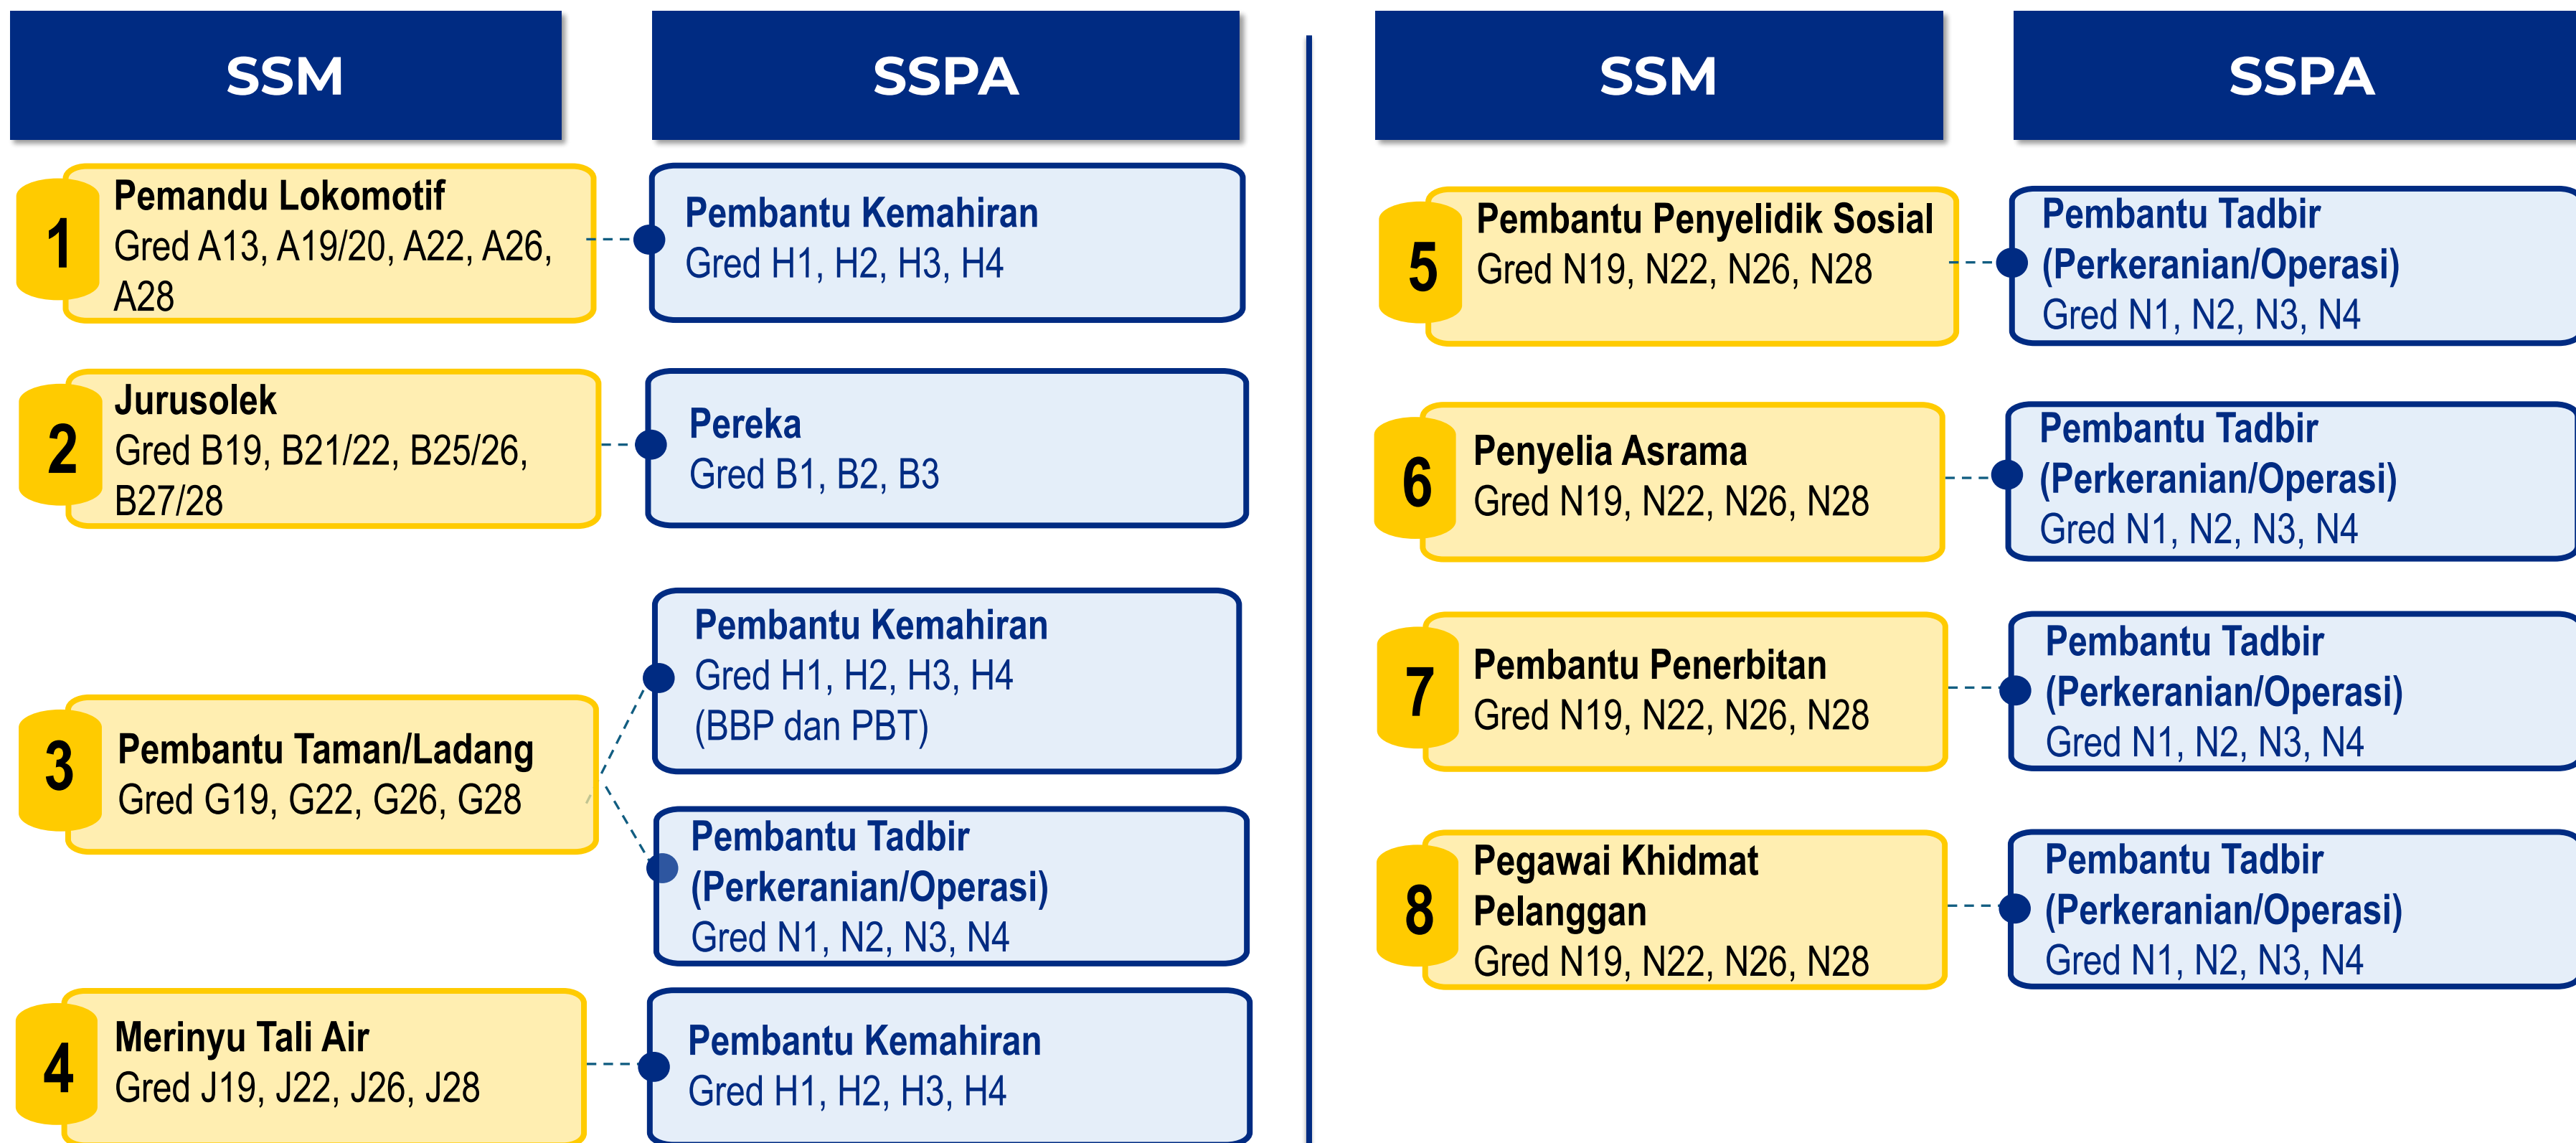 SSM
SSPA
1
Pemandu Lokomotif
Gred A13, A19/20, A22, A26,
A28
Pembantu Kemahiran
Gred H1, H2, H3, H4
2
Jurusolek
Gred B19, B21/22, B25/26,
B27/28
Pereka
Gred B1, B2, B3
3
Pembantu Taman/Ladang
Gred G19, G22, G26, G28
Pembantu Kemahiran
Gred H1, H2, H3, H4
(BBP dan PBT)
Pembantu Tadbir
(Perkeranian/Operasi)
Gred N1, N2, N3, N4
4
Merinyu Tali Air
Gred J19, J22, J26, J28
Pembantu Kemahiran
Gred H1, H2, H3, H4
SSM
SSPA
5
Pembantu Penyelidik Sosial
Gred N19, N22, N26, N28
Pembantu Tadbir
(Perkeranian/Operasi)
Gred N1, N2, N3, N4
6
Penyelia Asrama
Gred N19, N22, N26, N28
Pembantu Tadbir
(Perkeranian/Operasi)
Gred N1, N2, N3, N4
7
Pembantu Penerbitan
Gred N19, N22, N26, N28
Pembantu Tadbir
(Perkeranian/Operasi)
Gred N1, N2, N3, N4
8
Pegawai Khidmat
Pelanggan
Gred N19, N22, N26, N28
Pembantu Tadbir
(Perkeranian/Operasi)
Gred N1, N2, N3, N4